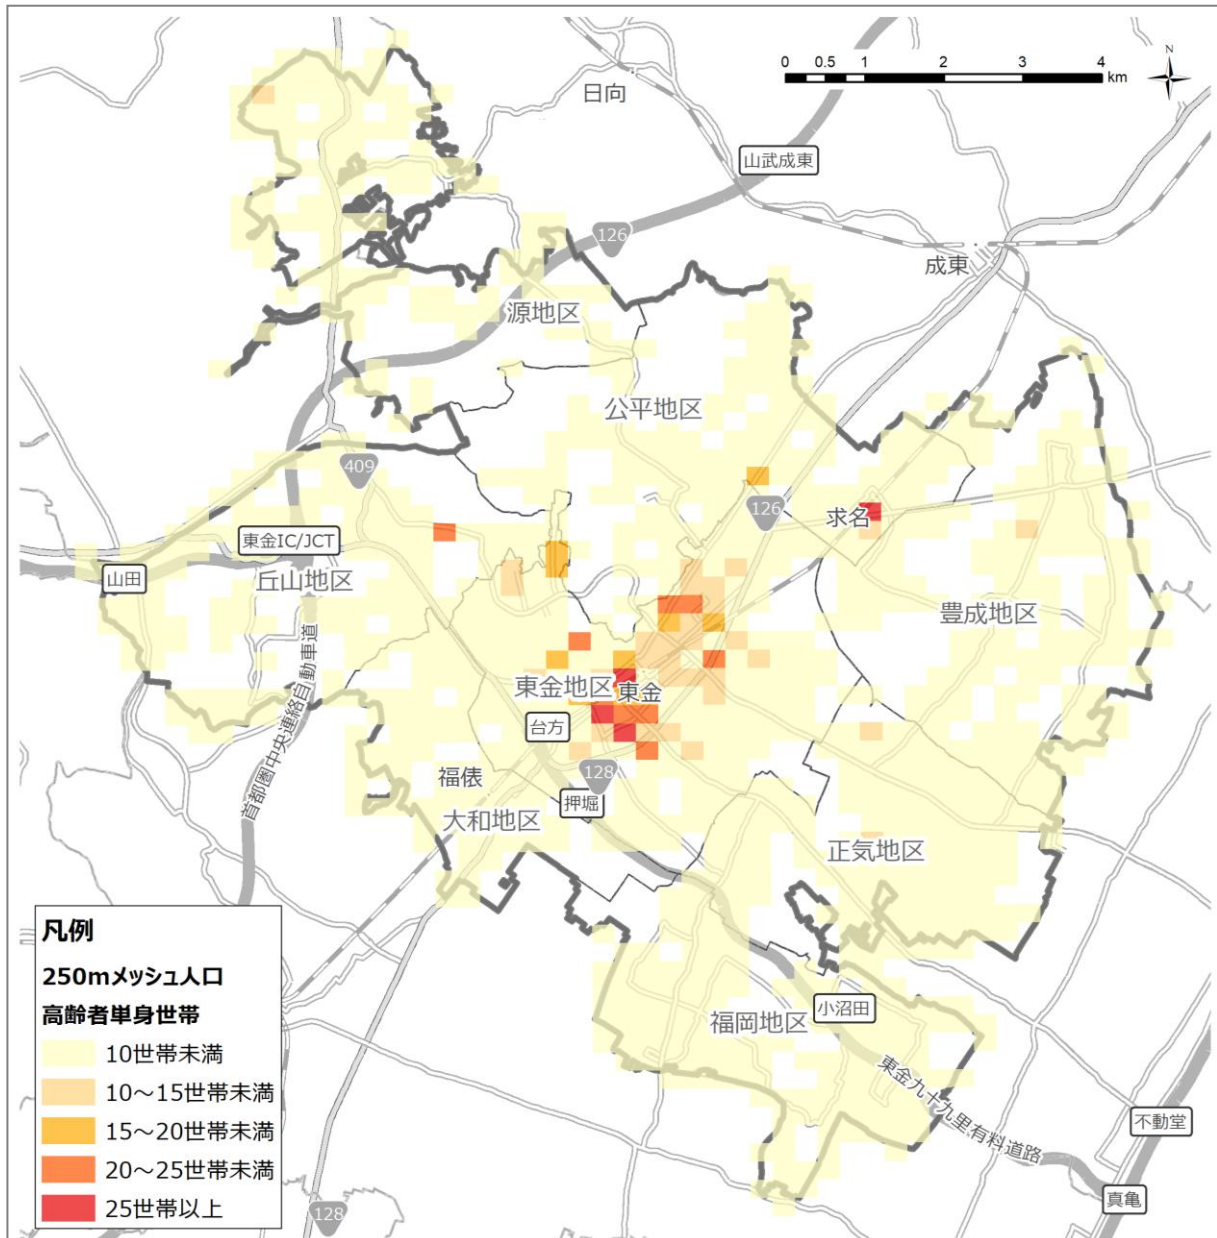 0 0.5 1 2 3 4
km
N
日向
山武成東
126
成東
源地区
公平地区
409
126
求名
東金IC/JCT
山田
丘山地区
豊成地区
首都圏中央連絡自動車道
東金地区
東金
台方
福俵
128
押堀
大和地区
正気地区
小沼田
福岡地区
東金九十九里有料道路
不動堂
真亀
128
凡例
250mメッシュ人口
高齢者単身世帯
10世帯未満
10～15世帯未満
15～20世帯未満
20～25世帯未満
25世帯以上